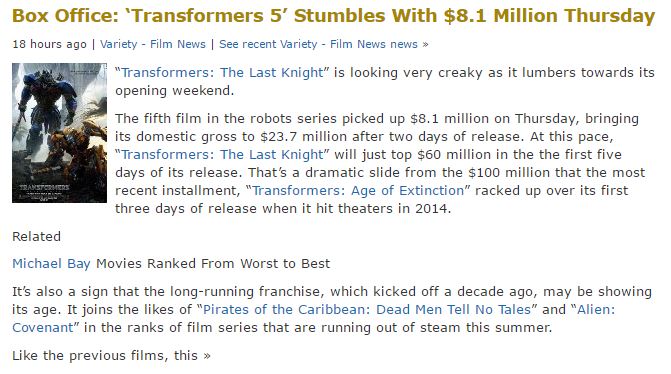 Box Office: ‘Transformers 5’ Stumbles With $8.1 Million Thursday
18 hours ago | Variety - Film News | See recent Variety - Film News news »
“Transformers: The Last Knight” is looking very creaky as it lumbers towards its
opening weekend.
The fifth film in the robots series picked up $8.1 million on Thursday, bringing
its domestic gross to $23.7 million after two days of release. At this pace,
“Transformers: The Last Knight” will just top $60 million in the the first five
days of its release. That’s a dramatic slide from the $100 million that the most
recent installment, “Transformers: Age of Extinction” racked up over its first
three days of release when it hit theaters in 2014.
TRANSFORMERS
Related
Michael Bay Movies Ranked From Worst to Best
It’s also a sign that the long-running franchise, which kicked off a decade ago, may be showing
its age. It joins the likes of “Pirates of the Caribbean: Dead Men Tell No Tales” and “Alien:
Covenant” in the ranks of film series that are running out of steam this summer.
Like the previous films, this »